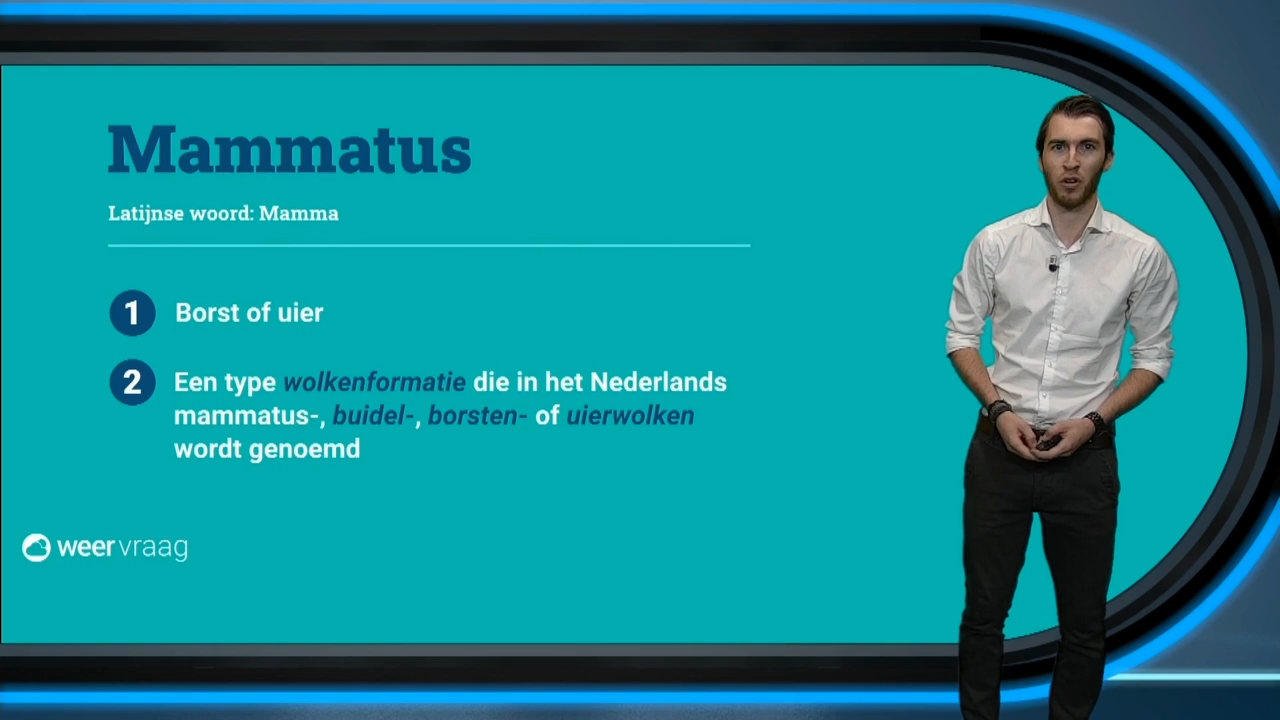 Mammatus
Latijnse woord: Mamma
1 Borst of uier
2 Een type wolkenformatie die in het Nederlands
mammatus-, buidel-, borsten- of uierwolken
wordt genoemd
weervraag